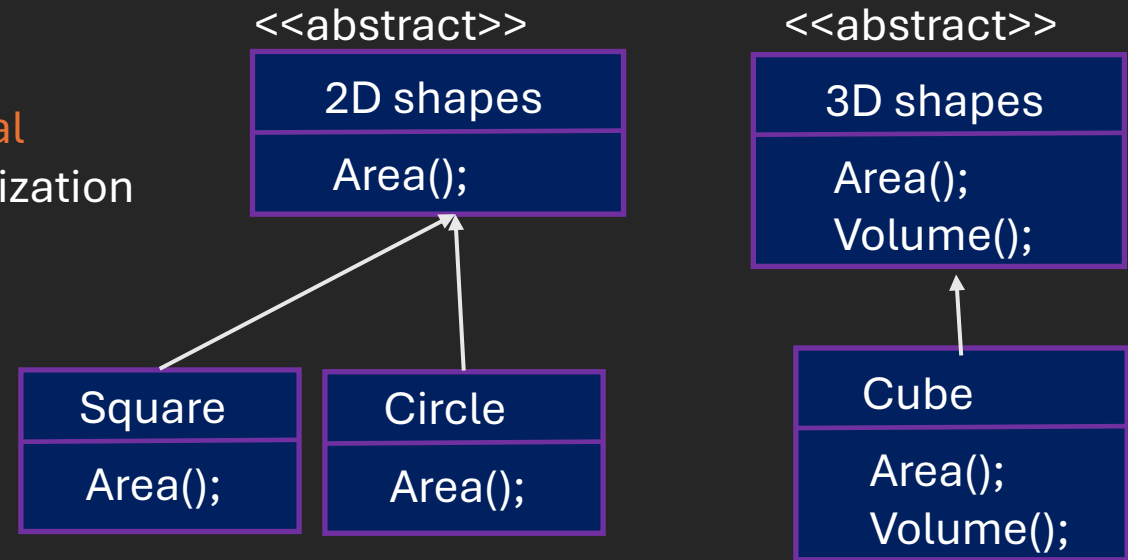 al
ization
<<abstract>>
2D shapes
Area();
Square
Area();
Circle
Area();
<<abstract>>
3D shapes
Area();
Volume();
Cube
Area();
Volume();